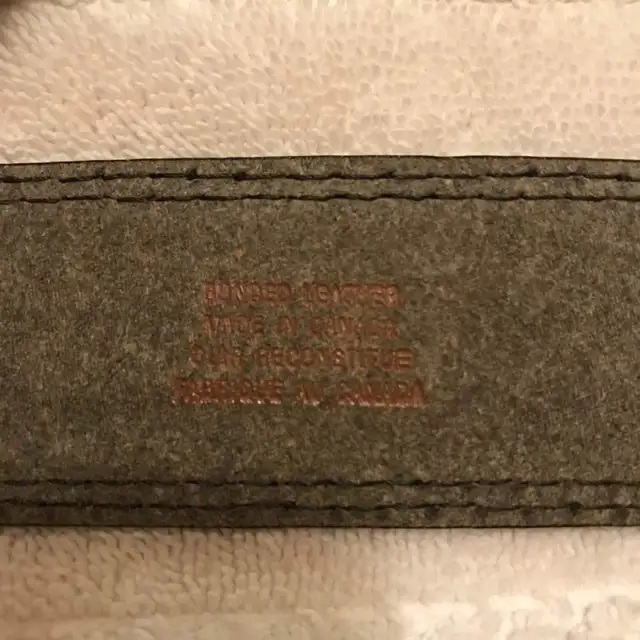 BONDED LEATHER
MADE IN CANADA
CUIR RECONSTITUE
FABRIQUE AU CANADA